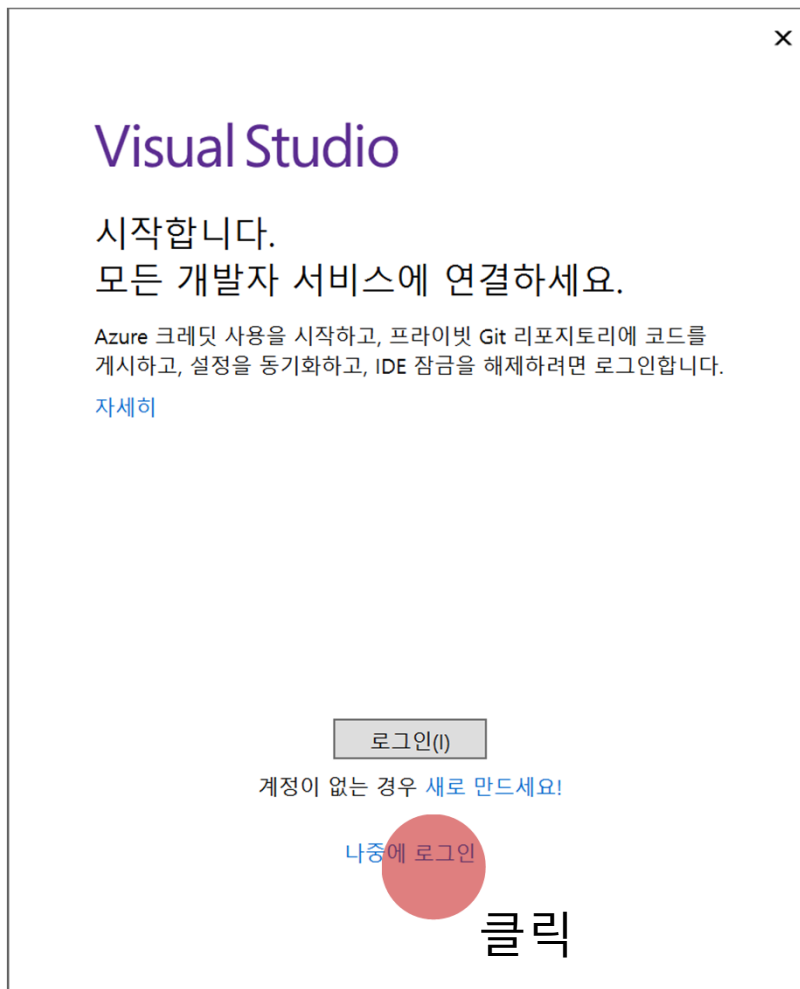 Visual Studio
시작합니다.
모든 개발자 서비스에 연결하세요.
Azure 크레딧 사용을 시작하고, 프라이빗 Git 리포지토리에 코드를
게시하고, 설정을 동기화하고, IDE 잠금을 해제하려면 로그인합니다.
자세히
로그인(I)
계정이 없는 경우 새로 만드세요!
나중에 로그인
클릭